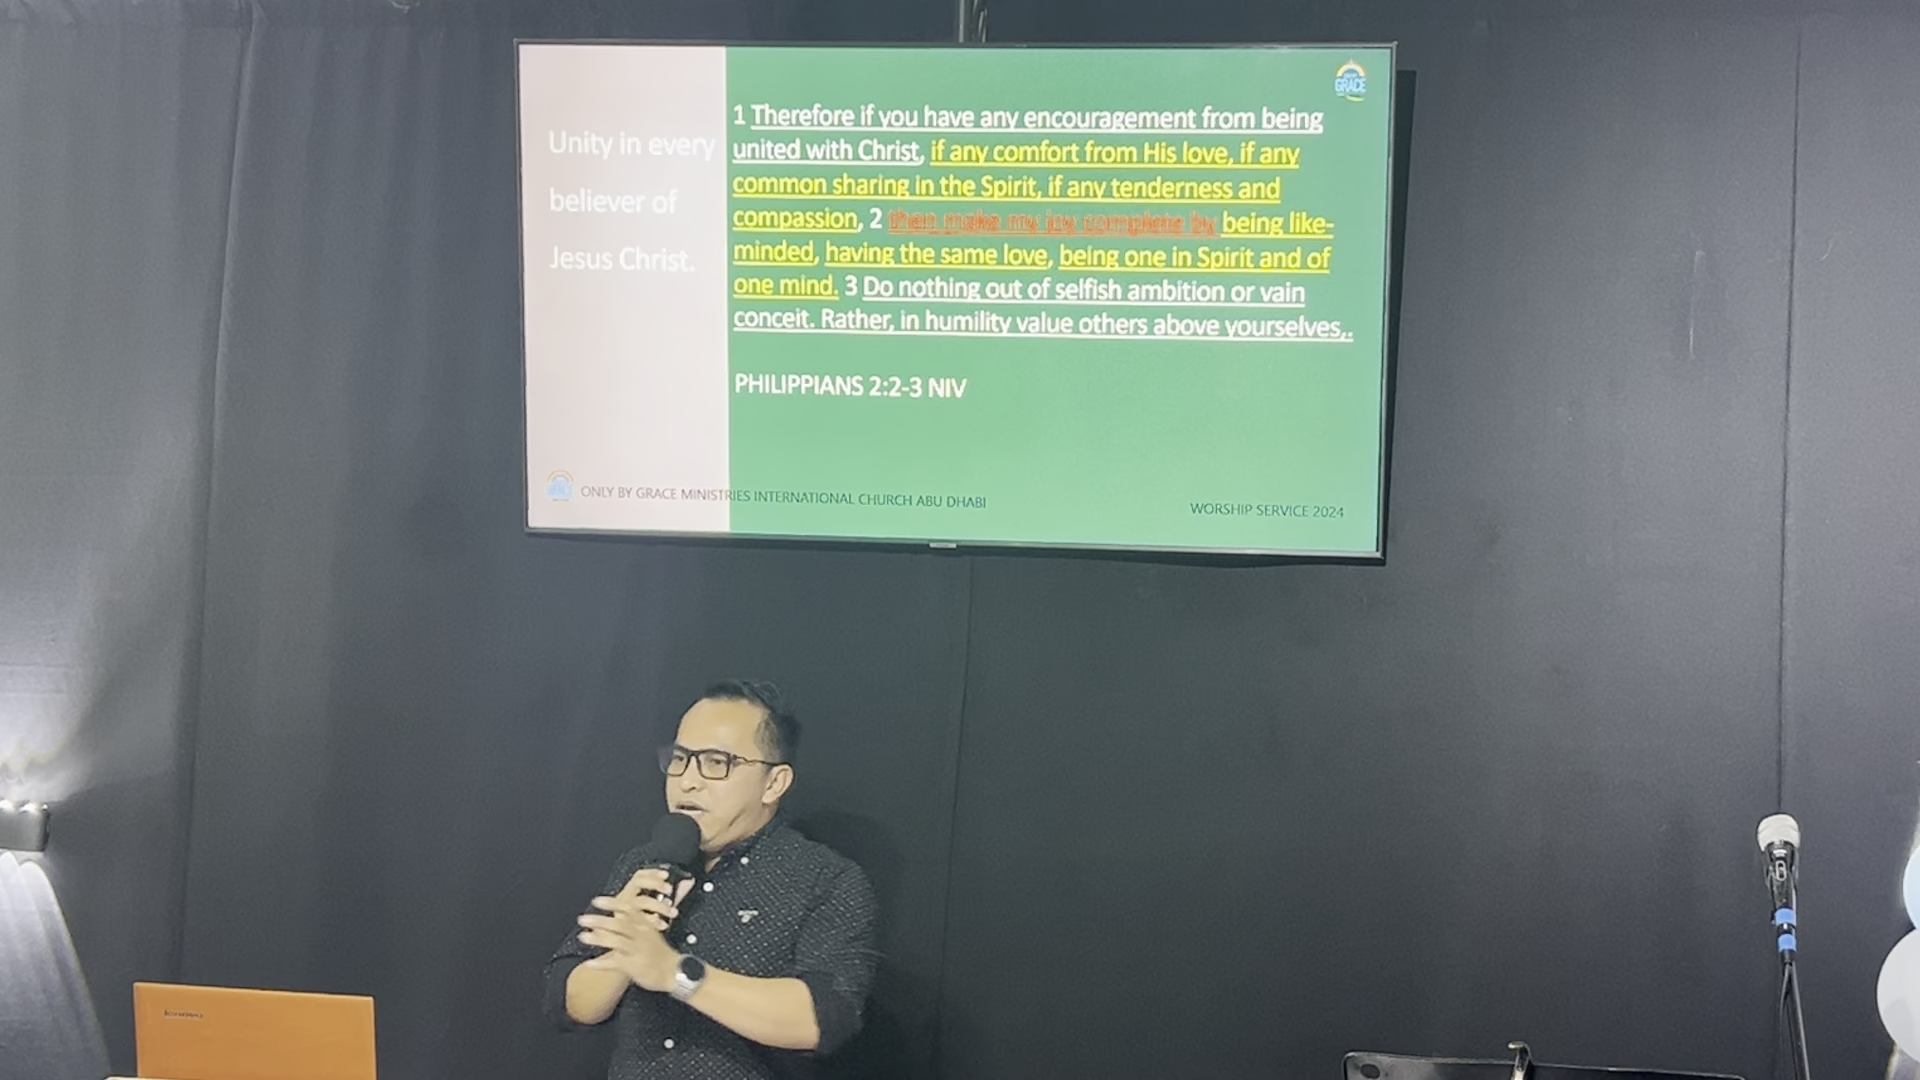 Unity in every
believer of
Jesus Christ.
1 Therefore if you have any encouragement from being
united with Christ, if any comfort from His love, if any
common sharing in the Spirit, if any tenderness and
compassion, 2 then make my joy complete by being like-
minded, having the same love, being one in Spirit and of
one mind. 3 Do nothing out of selfish ambition or vain
conceit. Rather, in humility value others above yourselves,.
PHILIPPIANS 2:2-3 NIV
GRACE
ONLY BY GRACE MINISTRIES INTERNATIONAL CHURCH ABU DHABI
WORSHIP SERVICE 2024
lenovo